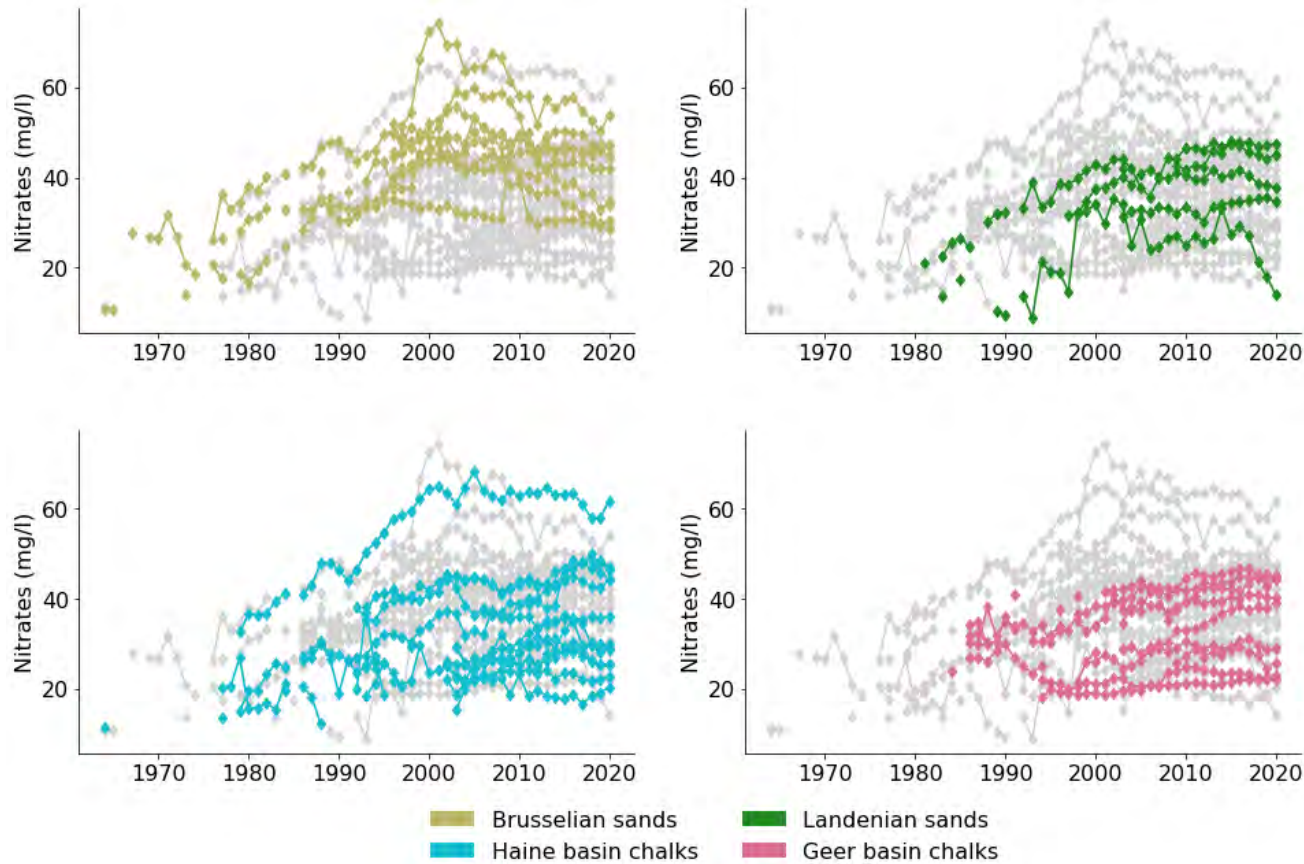 60
40
20
Nitrates (mg/l)
1970 1980 1990 2000 2010 2020
60
40
20
Nitrates (mg/l)
1970 1980 1990 2000 2010 2020
60
40
20
Nitrates (mg/l)
1970 1980 1990 2000 2010 2020
60
40
20
Nitrates (mg/l)
1970 1980 1990 2000 2010 2020
Brusselian sands
Haine basin chalks
Landenian sands
Geer basin chalks